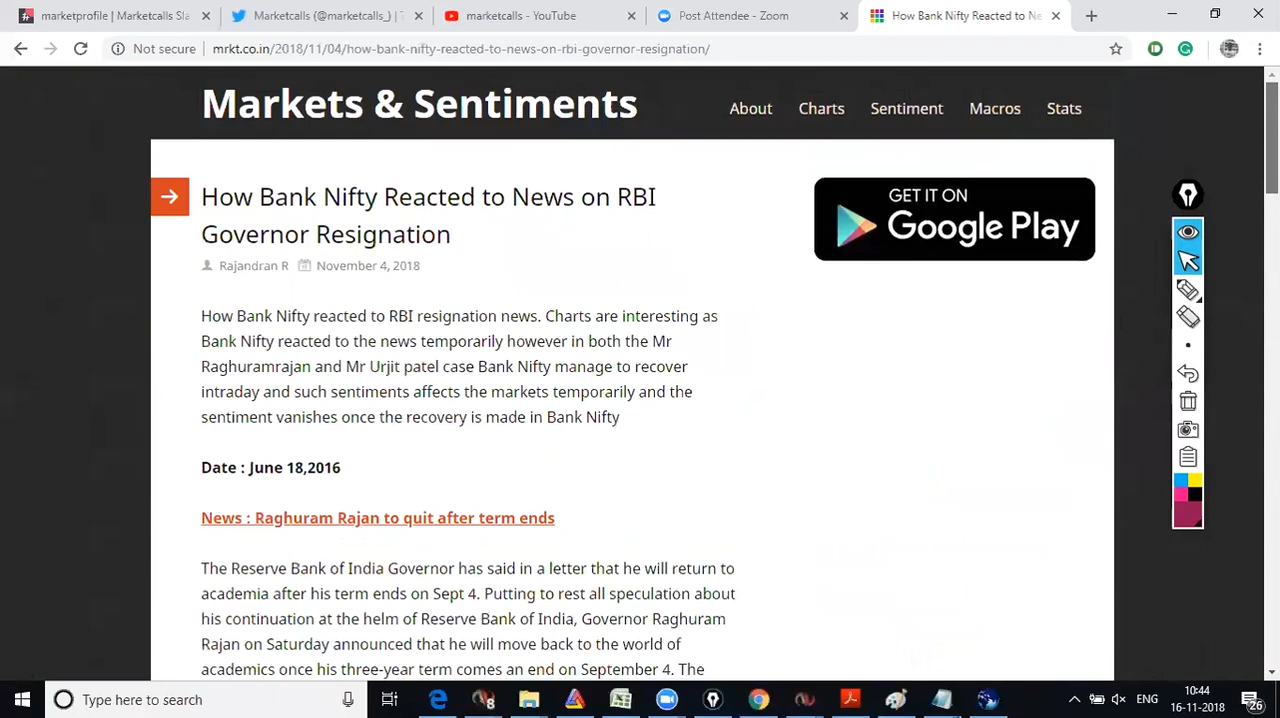 marketprofile | Marketcalls Sla
Marketcalls (@marketcalls_) | T
marketcalls - YouTube
Post Attendee - Zoom
How Bank Nifty Reacted to Ne
Not secure
mrkt.co.in/2018/11/04/how-bank-nifty-reacted-to-news-on-rbi-governor-resignation/
Markets & Sentiments
About
Charts
Sentiment
Macros
Stats
How Bank Nifty Reacted to News on RBI
Governor Resignation
Rajandran R
November 4, 2018
GET IT ON
Google Play
How Bank Nifty reacted to RBI resignation news. Charts are interesting as
Bank Nifty reacted to the news temporarily however in both the Mr
Raghuramrajan and Mr Urjit patel case Bank Nifty manage to recover
intraday and such sentiments affects the markets temporarily and the
sentiment vanishes once the recovery is made in Bank Nifty
Date : June 18,2016
News : Raghuram Rajan to quit after term ends
The Reserve Bank of India Governor has said in a letter that he will return to
academia after his term ends on Sept 4. Putting to rest all speculation about
his continuation at the helm of Reserve Bank of India, Governor Raghuram
Rajan on Saturday announced that he will move back to the world of
academics once his three-year term comes an end on September 4. The
Type here to search
ENG
10:44
16-11-2018
26